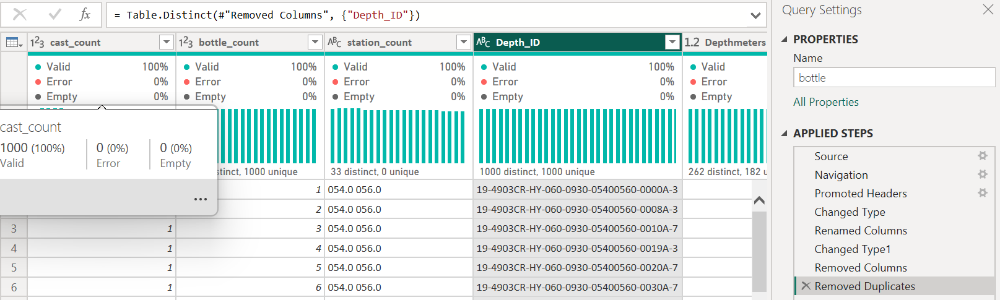 fx = Table.Distinct(#"Removed Columns", {"Depth_ID"})
1²3 cast_count 1²3 bottle_count ABC station_count ABC Depth_ID 1.2 Depthmeters
Valid 100% Valid 100% Valid 100% Valid 100% Valid
Error 0% Error 0% Error 0% Error 0% Error
Empty 0% Empty 0% Empty 0% Empty 0% Empty
cast_count
1000 (100%) 0 (0%) 0 (0%)
Valid Error Empty
...
stinct, 1000 unique 33 distinct, 0 unique 1000 distinct, 1000 unique 262 distinct, 182 u
1 054.0 056.0 19-4903CR-HY-060-0930-05400560-0000A-3
2 054.0 056.0 19-4903CR-HY-060-0930-05400560-0008A-3
3 1 3 054.0 056.0 19-4903CR-HY-060-0930-05400560-0010A-7
4 1 4 054.0 056.0 19-4903CR-HY-060-0930-05400560-0019A-3
5 1 5 054.0 056.0 19-4903CR-HY-060-0930-05400560-0020A-7
6 1 6 054.0 056.0 19-4903CR-HY-060-0930-05400560-0030A-7
Query Settings
PROPERTIES
Name
bottle
All Properties
APPLIED STEPS
Source
Navigation
Promoted Headers
Changed Type
Renamed Columns
Changed Type1
Removed Columns
Removed Duplicates